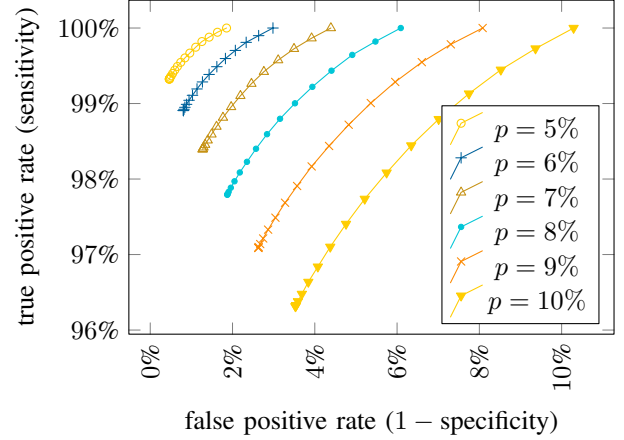 100%
99%
98%
97%
96%
true positive rate (sensitivity)
p = 5%
p = 6%
p = 7%
p = 8%
p = 9%
p = 10%
0%
2%
4%
6%
8%
10%
false positive rate (1 − specificity)